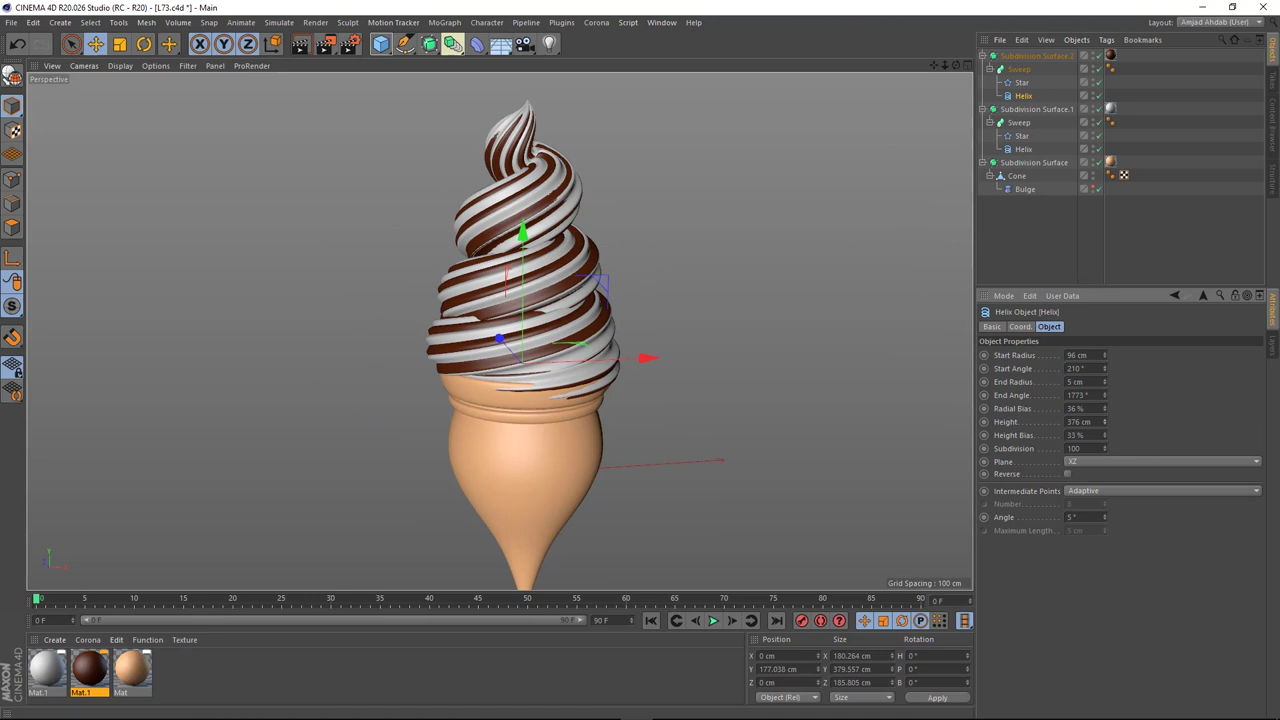 CINEMA 4D R20.026 Studio (RC - R20) - [L73.c4d *] - Main
File Edit Create Select Tools Mesh Volume Snap Animate Simulate Render Sculpt Motion Tracker MoGraph Character Pipeline Plugins Corona Script Window Help
Layout: Amjad Ahdab (User)
File Edit View Objects Tags Bookmarks
View Cameras Display Options Filter Panel ProRender
Perspective
Subdivision Surface.2
Sweep
Star
Helix
Subdivision Surface.1
Sweep
Star
Helix
Subdivision Surface
Cone
Bulge
Objects
Content Browser
Structure
Mode Edit User Data
Helix Object [Helix]
Basic Coord. Object
Object Properties
Start Radius 96 cm
Start Angle 210 °
End Radius 5 cm
End Angle 1773 °
Radial Bias 36 %
Height 376 cm
Height Bias 33 %
Subdivision 100
Plane XZ
Reverse
Intermediate Points Adaptive
Number 8
Angle 5 °
Maximum Length 5 cm
Attributes
Layers
Y
X
Grid Spacing : 100 cm
0 5 10 15 20 25 30 35 40 45 50 55 60 65 70 75 80 85 90 0 F
0 F 0 F 90 F 90 F
Create Corona Edit Function Texture
Mat.1 Mat.1 Mat
Position Size Rotation
X 0 cm X 180.264 cm H 0 °
Y 177.038 cm Y 379.557 cm P 0 °
Z 0 cm Z 185.805 cm B 0 °
Object (Rel) Size Apply
MAXON
CINEMA 4D